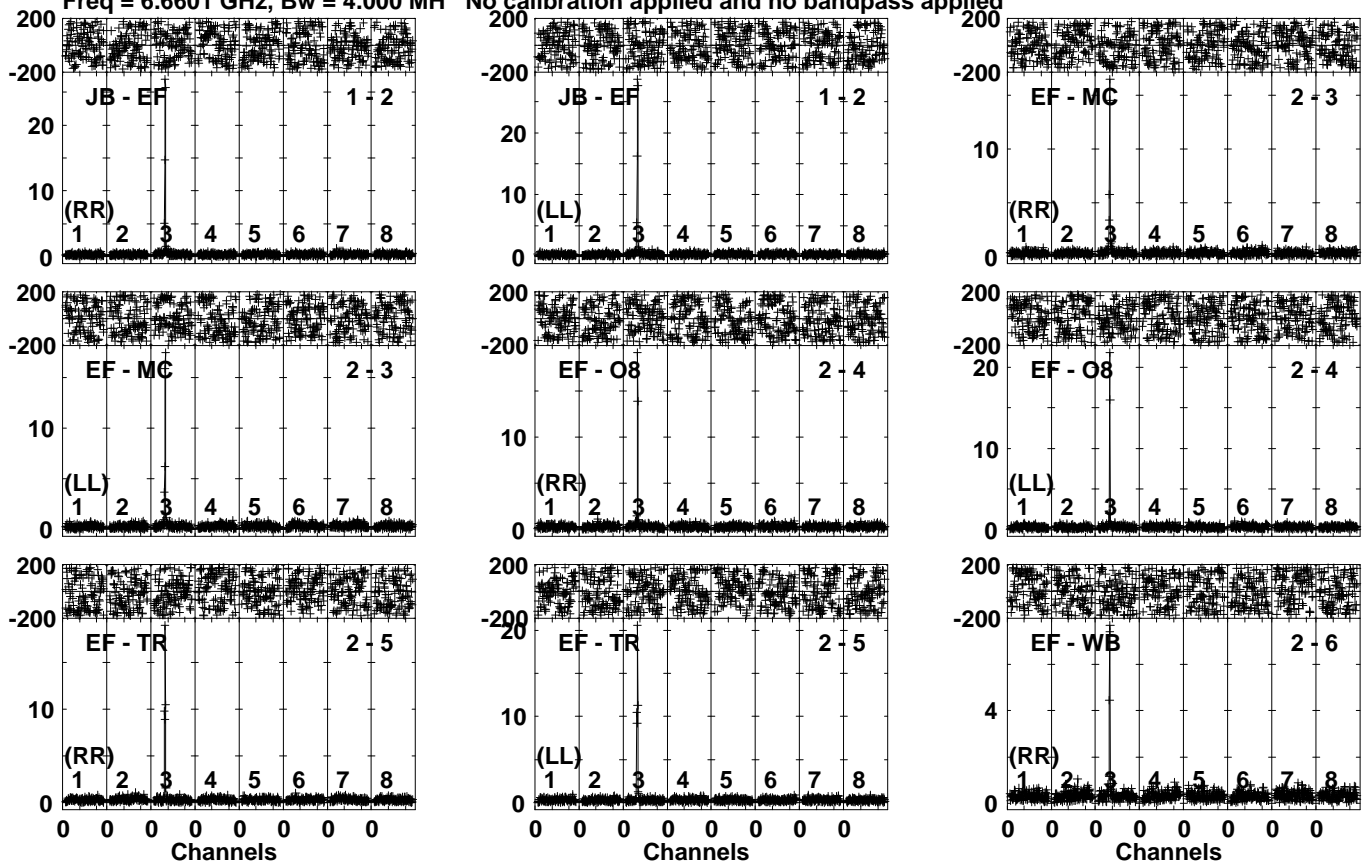 Freq = 6.6601 GHz, Bw = 4.000 MH No calibration applied and no bandpass applied
200 200 200
-200 -200
JB - EF 1 - 2 JB - EF 1 - 2 EF - MC 2 - 3
20 20 10
10 10
(RR) (LL) (RR)
1 2 3 4 5 6 7 8 1 2 3 4 5 6 7 8 1 2 3 4 5 6 7 8
0 0 0
200 200 200
-200 -200
EF - MC 2 - 3 EF - O8 2 - 4 EF - O8 2 - 4
20
10 10 10
(LL) (RR) (LL)
1 2 3 4 5 6 7 8 1 2 3 4 5 6 7 8 1 2 3 4 5 6 7 8
0 0 0
200 200 200
-200 -200 -200
20
EF - TR 2 - 5 EF - TR 2 - 5 EF - WB 2 - 6
10 10 4
(RR) (LL) (RR)
1 2 3 4 5 6 7 8 1 2 3 4 5 6 7 8 1 2 3 4 5 6 7 8
0 0 0
0 0 0 0 0 0 0 0 0 0 0 0 0 0 0 0 0 0 0 0 0 0 0 0
Channels Channels Channels